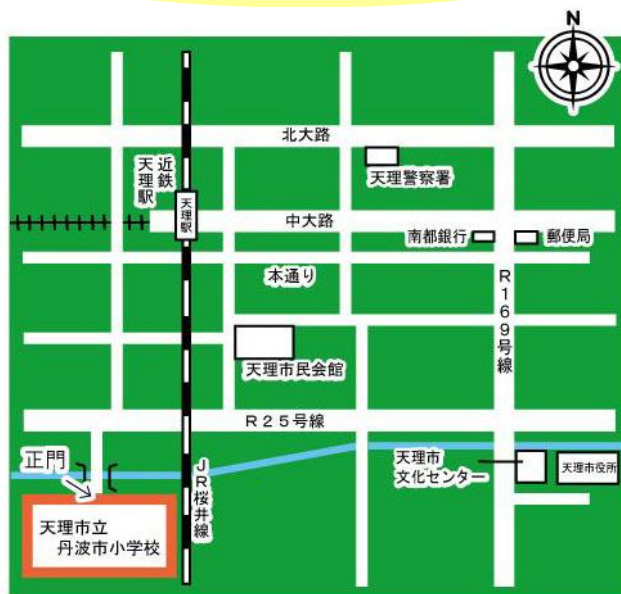 N
北大路
近鉄
天理駅
天理警察署
天理駅
中大路
南都銀行
郵便局
本通り
R169号線
天理市民会館
R25号線
正門
JR桜井線
天理市
文化センター
天理市役所
天理市立
丹波市小学校